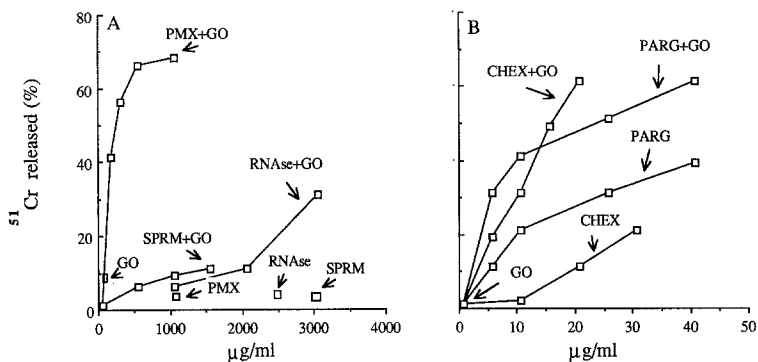 A
B
51 Cr released (%)
80
60
40
20
0
PMX+GO
RNAse+GO
SPRM+GO
GO
PMX
RNAse
SPRM
0 1000 2000 3000 4000
µg/ml
CHEX+GO
PARG+GO
PARG
CHEX
GO
0 10 20 30 40 50
µg/ml